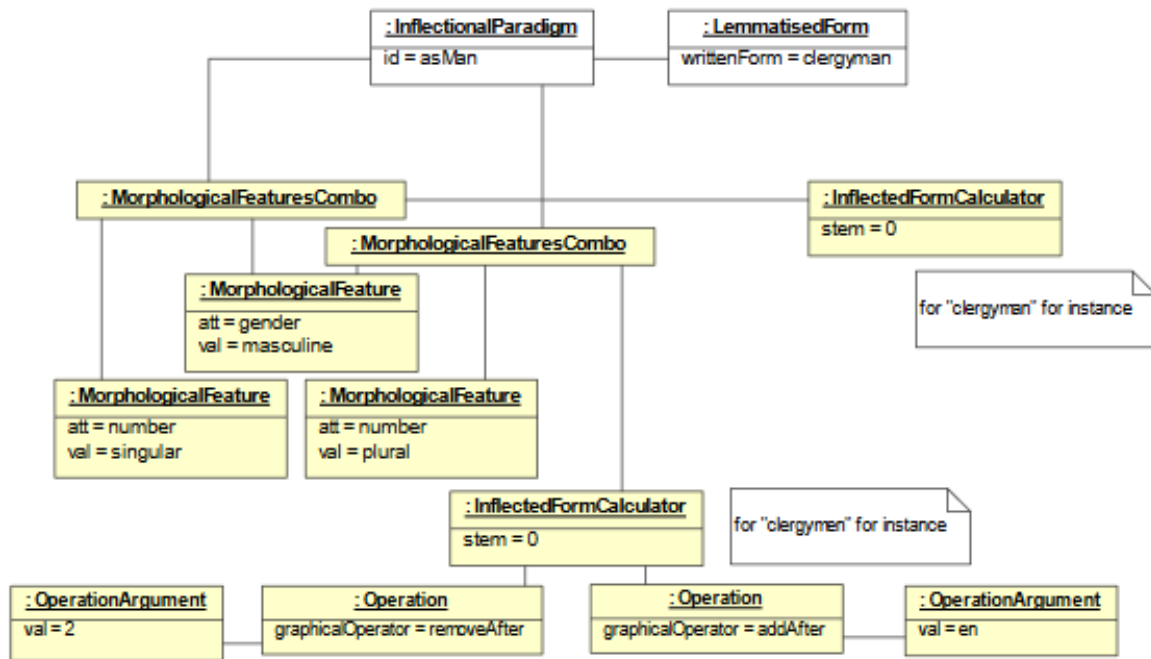 : InflectionalParadigm
id = asMan
: LemmatisedForm
writtenForm = clergyman
: MorphologicalFeaturesCombo
: InflectedFormCalculator
stem = 0
: MorphologicalFeaturesCombo
for "clergyman" for instance
: MorphologicalFeature
att = gender
val = masculine
: MorphologicalFeature
att = number
val = singular
: MorphologicalFeature
att = number
val = plural
: InflectedFormCalculator
stem = 0
for "clergymen" for instance
: OperationArgument
val = 2
: Operation
graphicalOperator = removeAfter
: Operation
graphicalOperator = addAfter
: OperationArgument
val = en